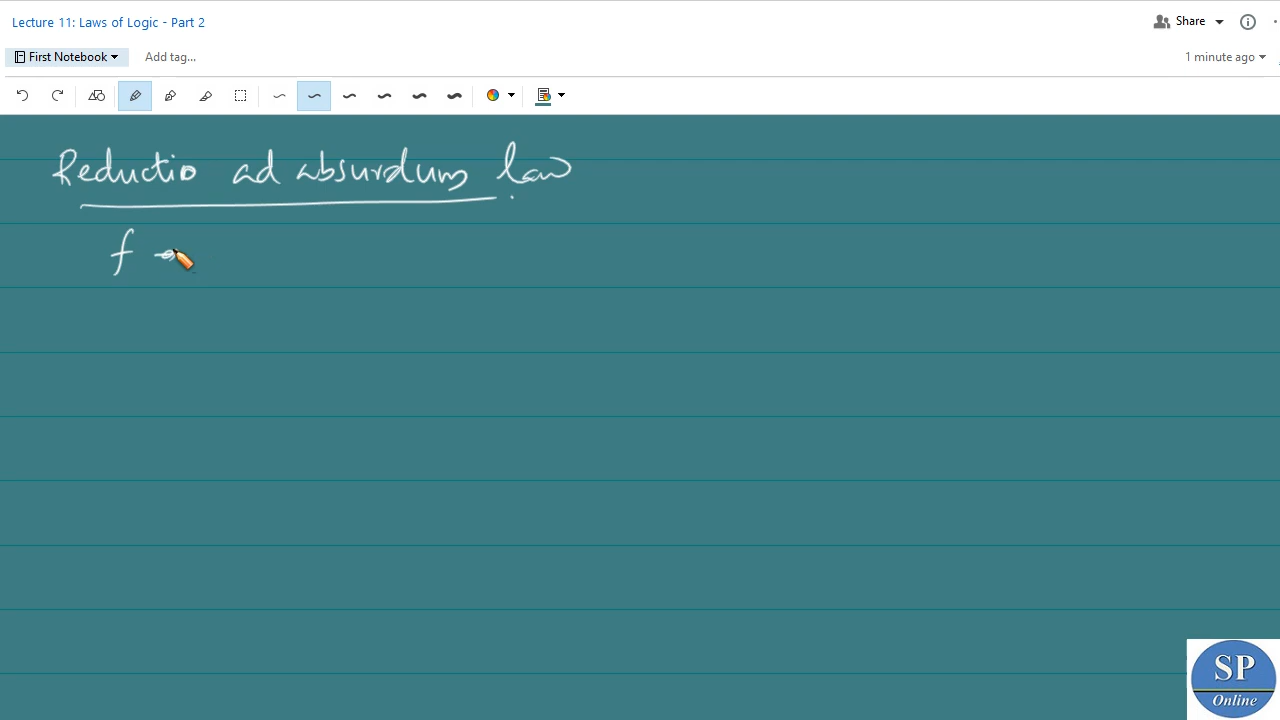 Lecture 11: Laws of Logic - Part 2
Share
First Notebook
Add tag...
1 minute ago
Reductio ad absurdum law
f →
SP
Online